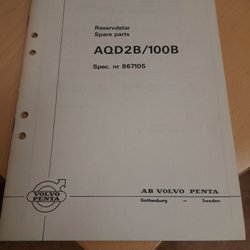 Reservdelar
Spare parts
AQD2B/100B
Spec. nr 867105
VOLVO
PENTA
AB VOLVO PENTA
Gothenburg – Sweden